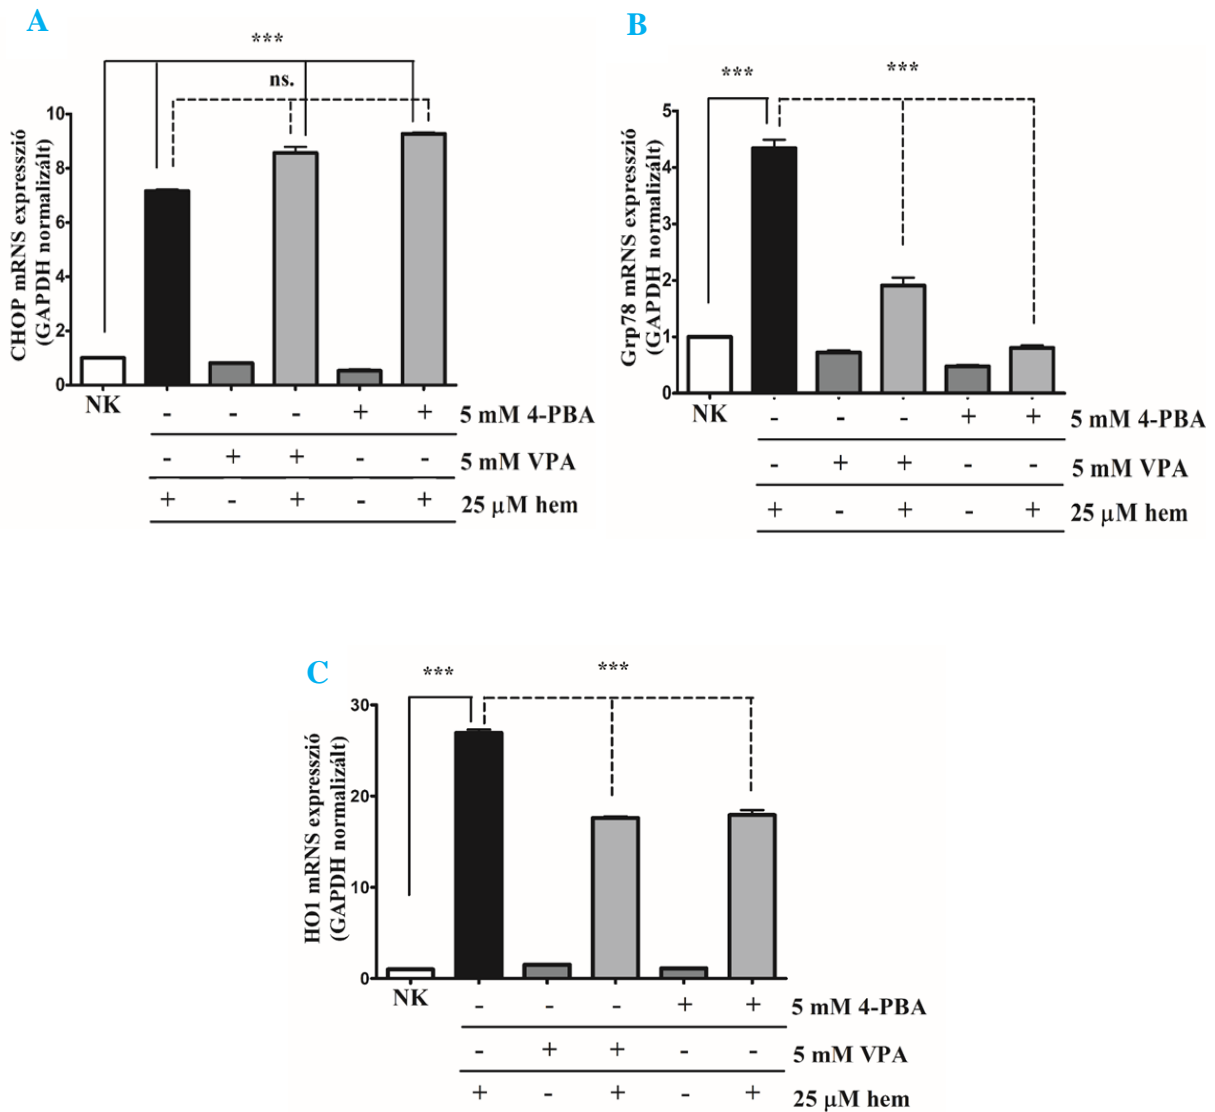 A
***
ns.
CHOP mRNS expresszió
(GAPDH normalizált)
10
8
6
4
2
0
NK
- - - + + 5 mM 4-PBA
- + + - - 5 mM VPA
+ - + - + 25 µM hem
B
*** ***
Grp78 mRNS expresszió
(GAPDH normalizált)
5
4
3
2
1
0
NK
- - - + + 5 mM 4-PBA
- + + - - 5 mM VPA
+ - + - + 25 µM hem
C
*** ***
HO1 mRNS expresszió
(GAPDH normalizált)
30
20
10
0
NK
- - - + + 5 mM 4-PBA
- + + - - 5 mM VPA
+ - + - + 25 µM hem